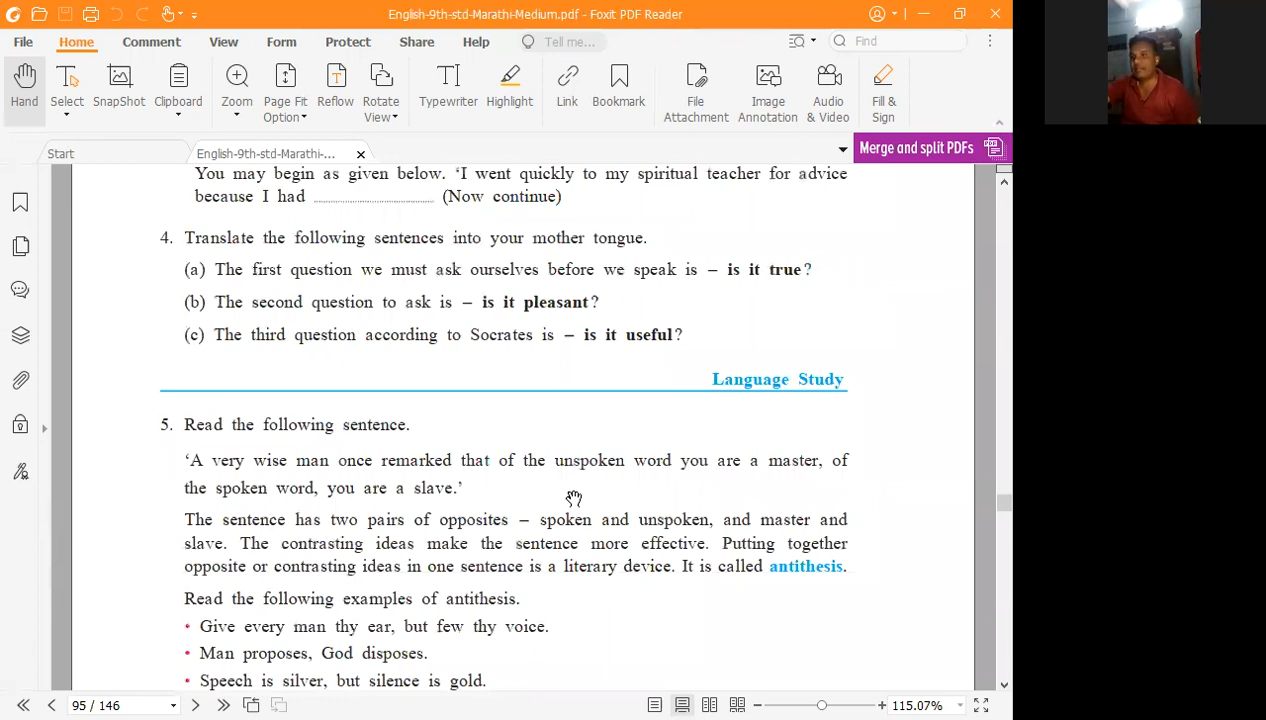 English-9th-std-Marathi-Medium.pdf - Foxit PDF Reader
File Home Comment View Form Protect Share Help Tell me... Find
Hand Select SnapShot Clipboard Zoom Page Fit Option Reflow Rotate View Typewriter Highlight Link Bookmark File Attachment Image Annotation Audio & Video Fill & Sign
Start English-9th-std-Marathi-... Merge and split PDFs
You may begin as given below. ‘I went quickly to my spiritual teacher for advice
because I had .................................. (Now continue)
4. Translate the following sentences into your mother tongue.
(a) The first question we must ask ourselves before we speak is – is it true?
(b) The second question to ask is – is it pleasant?
(c) The third question according to Socrates is – is it useful?
Language Study
5. Read the following sentence.
‘A very wise man once remarked that of the unspoken word you are a master, of
the spoken word, you are a slave.’
The sentence has two pairs of opposites – spoken and unspoken, and master and
slave. The contrasting ideas make the sentence more effective. Putting together
opposite or contrasting ideas in one sentence is a literary device. It is called antithesis.
Read the following examples of antithesis.
• Give every man thy ear, but few thy voice.
• Man proposes, God disposes.
• Speech is silver, but silence is gold.
95 / 146 115.07%